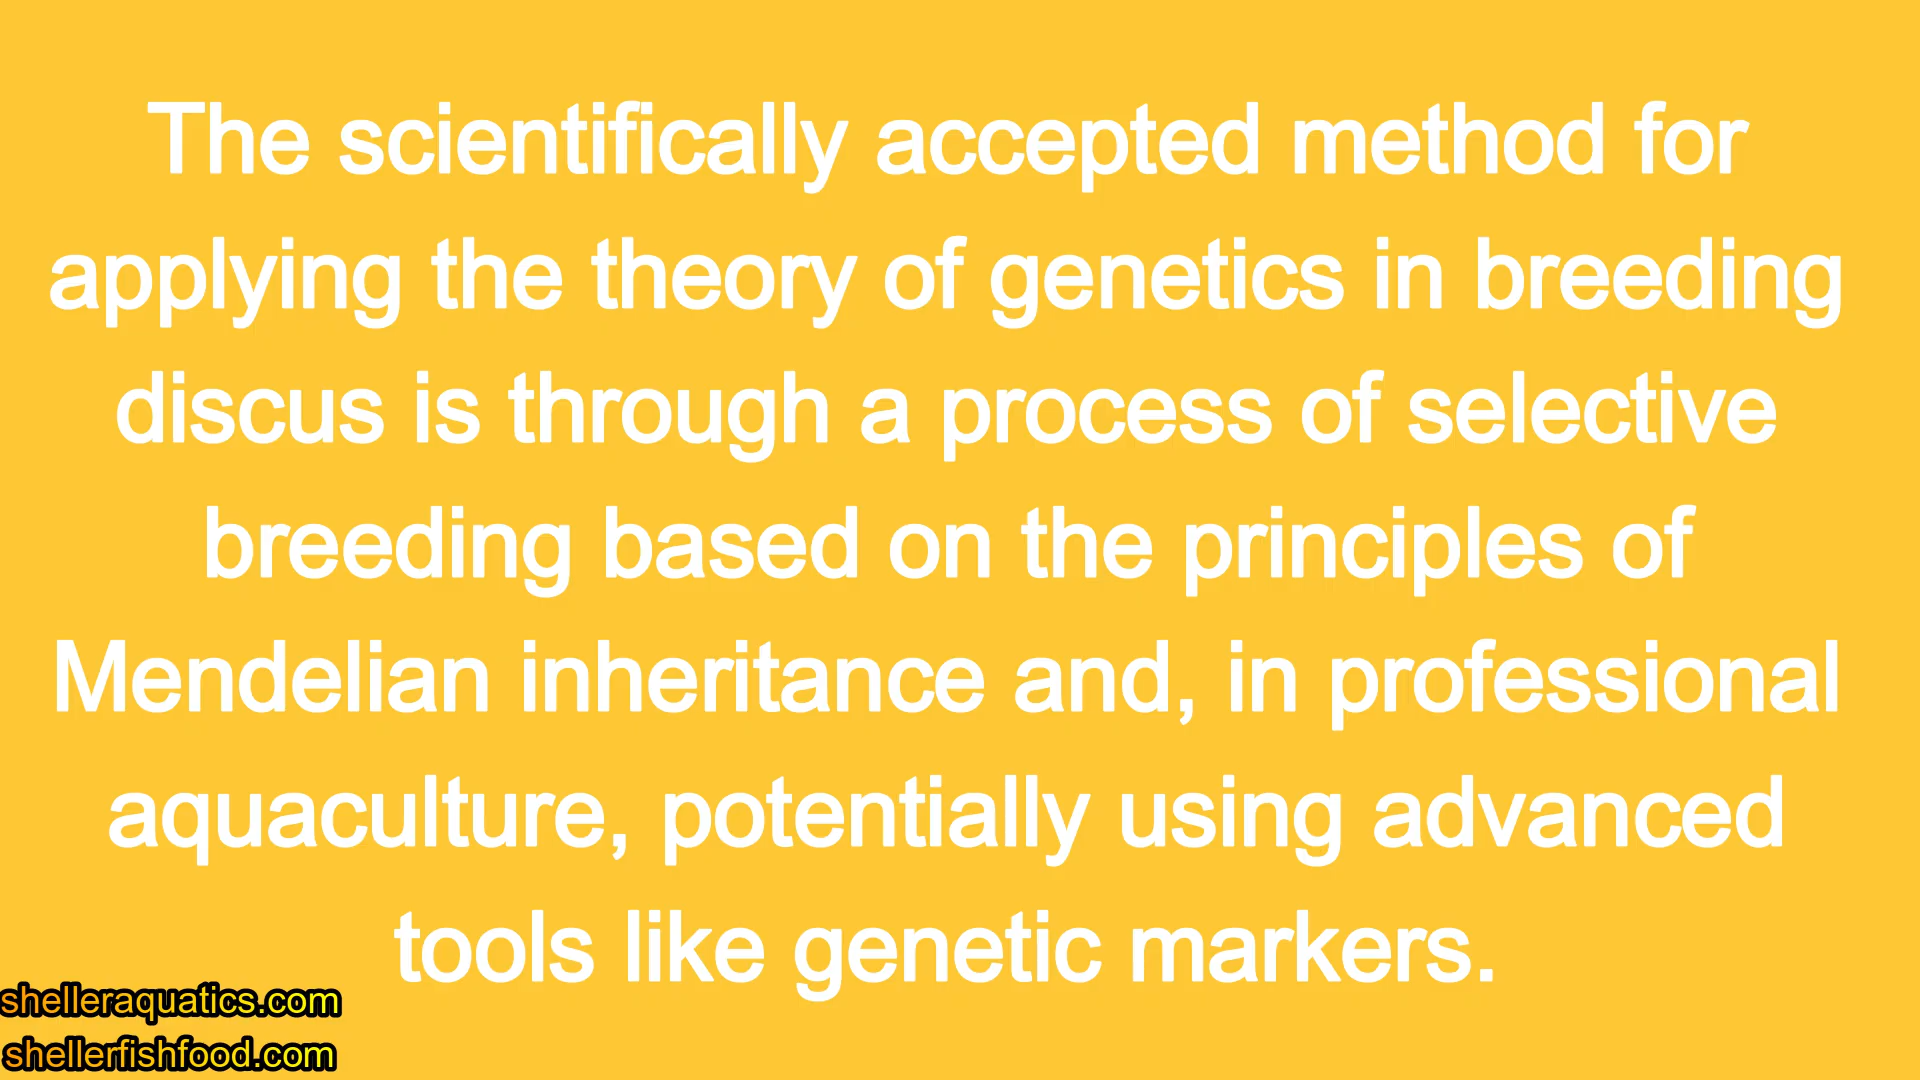 The scientifically accepted method for
applying the theory of genetics in breeding
discus is through a process of selective
breeding based on the principles of
Mendelian inheritance and, in professional
aquaculture, potentially using advanced
tools like genetic markers.
shelleraquatics.com
shellerfishfood.com